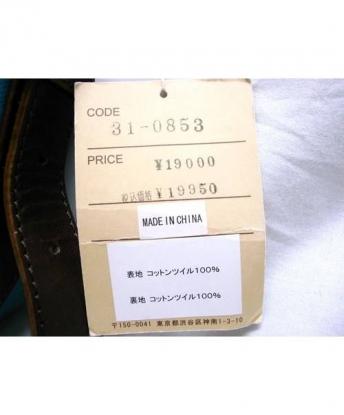 CODE
31-0853
PRICE ¥19000
税込価格 ¥19950
MADE IN CHINA
表地 コットンツイル100%
裏地 コットンツイル100%
〒150-0041 東京都渋谷区神南1-3-10